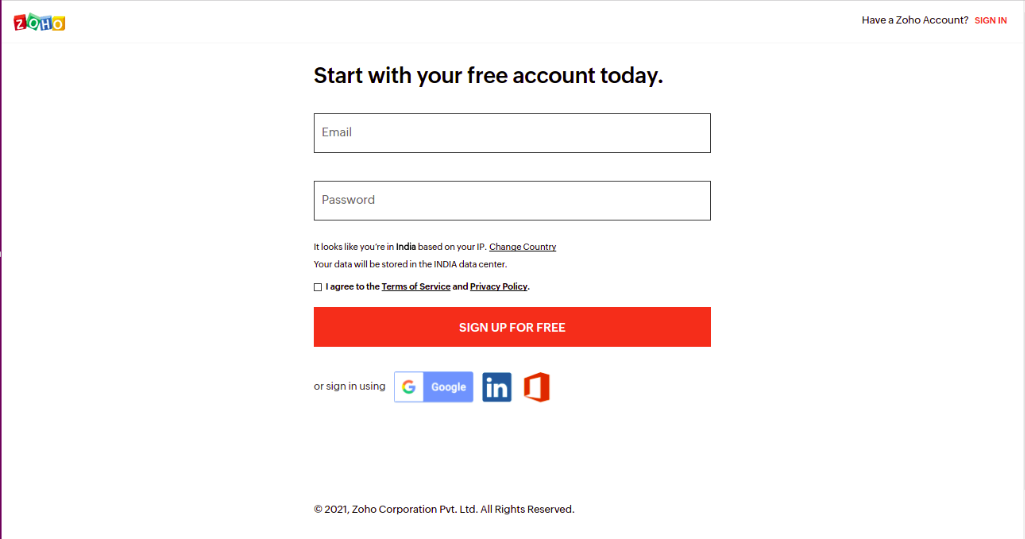 ZOHO
Have a Zoho Account? SIGN IN
Start with your free account today.
Email
Password
It looks like you're in India based on your IP. Change Country
Your data will be stored in the INDIA data center.
I agree to the Terms of Service and Privacy Policy.
SIGN UP FOR FREE
or sign in using G Google in
© 2021, Zoho Corporation Pvt. Ltd. All Rights Reserved.